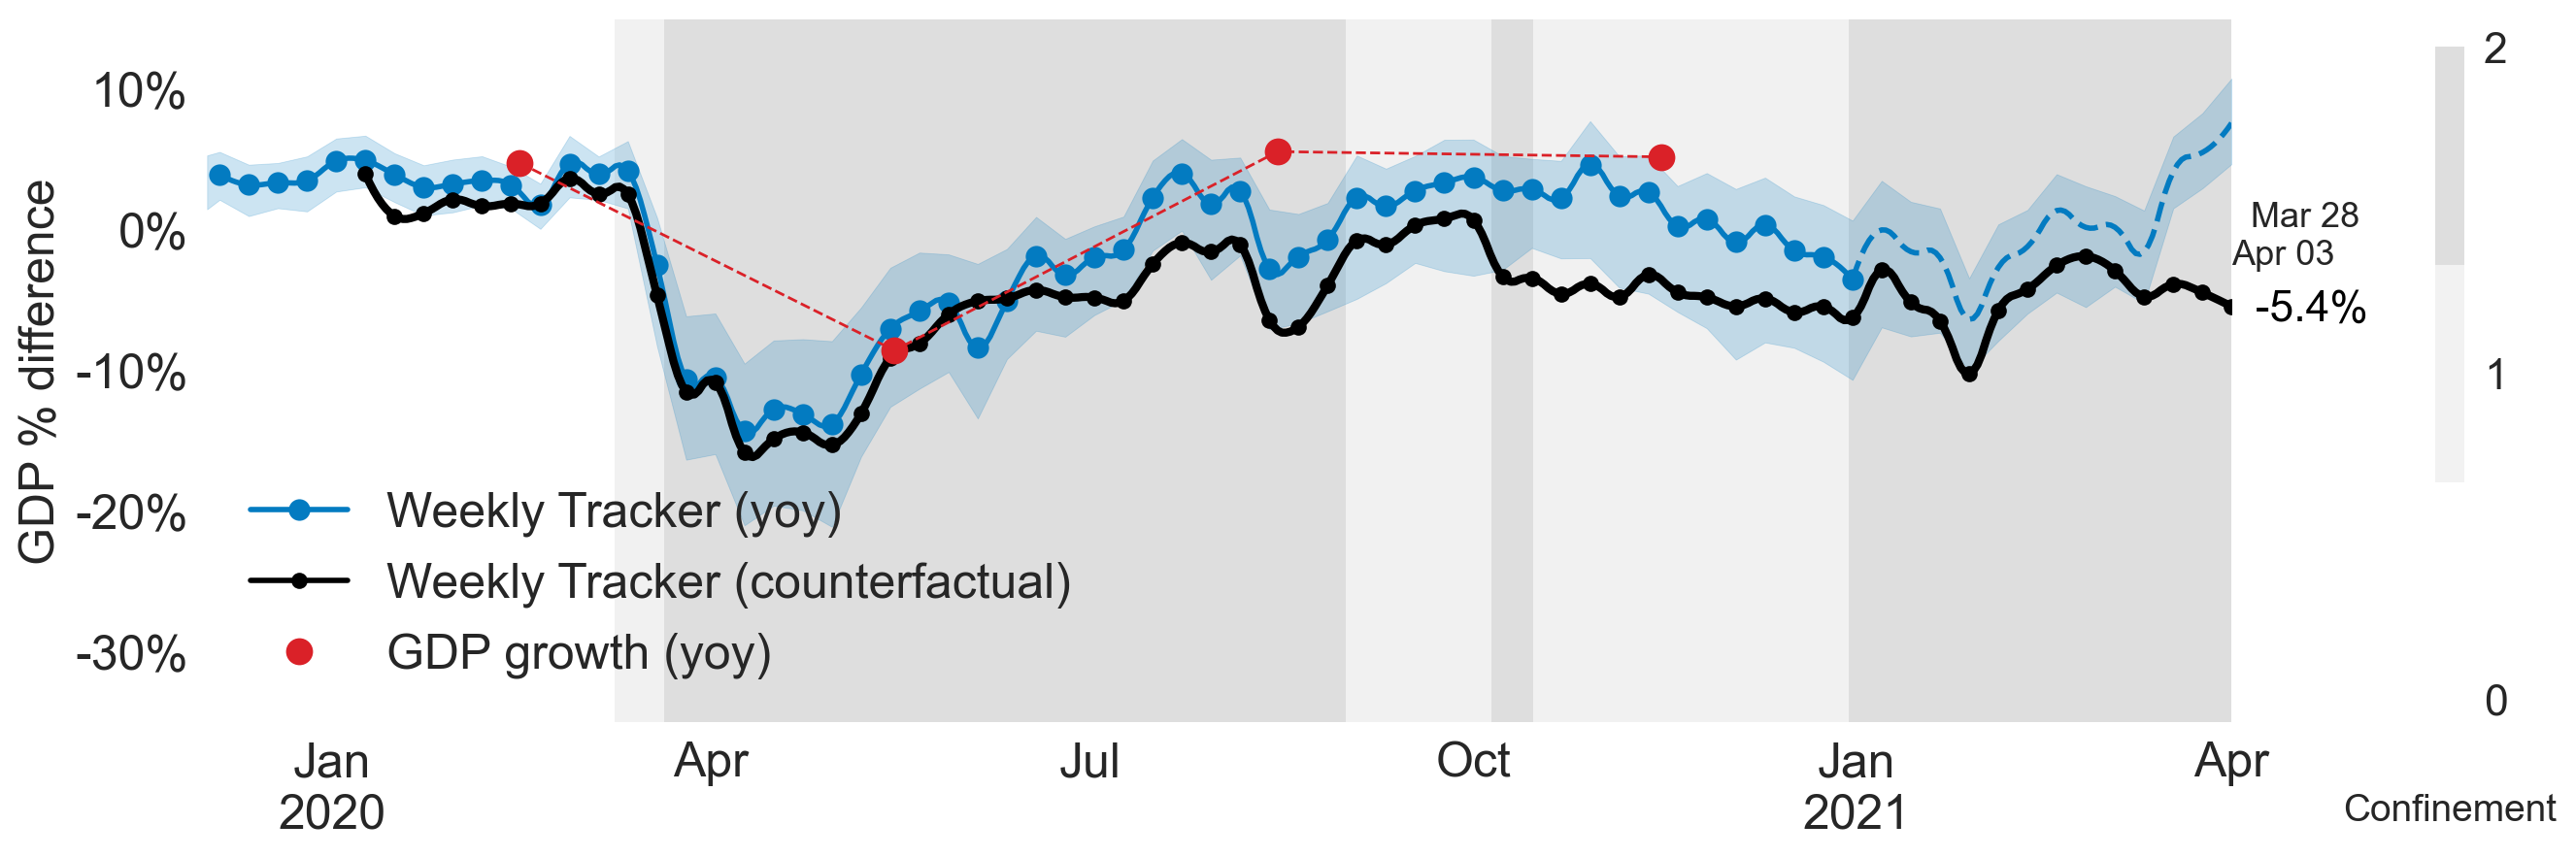 GDP % difference
10%
0%
-10%
-20%
-30%
Weekly Tracker (yoy)
Weekly Tracker (counterfactual)
GDP growth (yoy)
Jan
2020
Apr
Jul
Oct
Jan
2021
Apr
Mar 28
Apr 03
-5.4%
2
1
0
Confinement